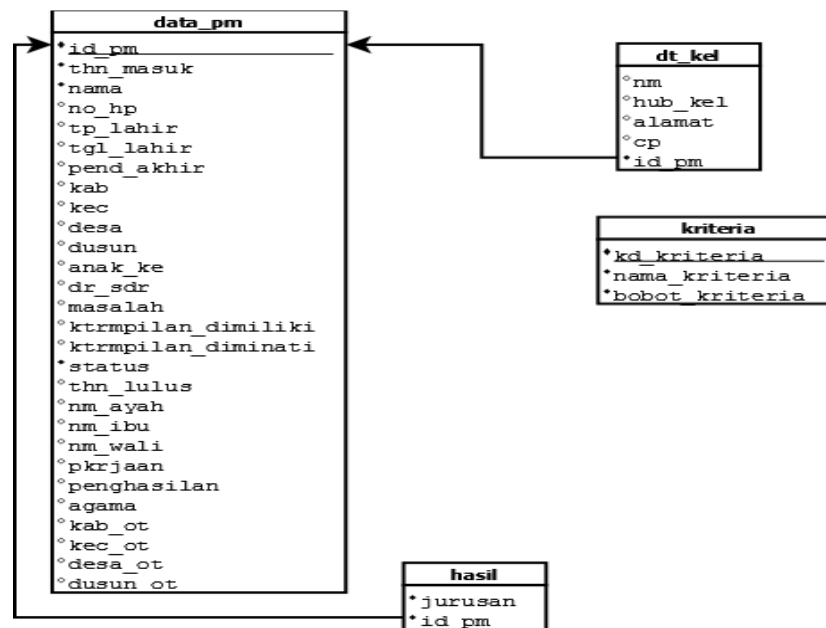 data_pm
id_pm
thn_masuk
nama
no_hp
tp_lahir
tgl_lahir
pend_akhir
kab
kec
desa
dusun
anak_ke
dr_sdr
masalah
ktrmpilan_dimiliki
ktrmpilan_diminati
status
thn_lulus
nm_ayah
nm_ibu
nm_wali
pkrjaan
penghasilan
agama
kab_ot
kec_ot
desa_ot
dusun_ot
dt_kel
nm
hub_kel
alamat
cp
id_pm
kriteria
kd_kriteria
nama_kriteria
bobot_kriteria
hasil
jurusan
id_pm